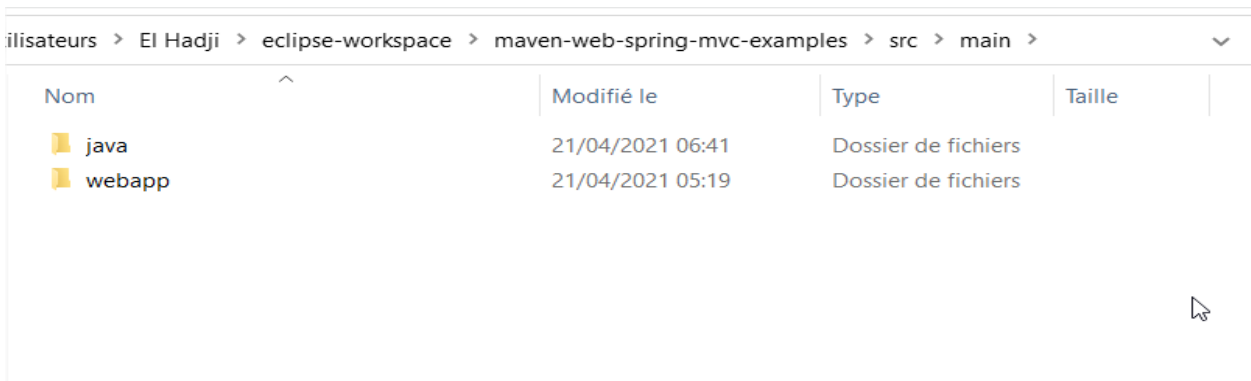 ilisateurs > El Hadji > eclipse-workspace > maven-web-spring-mvc-examples > src > main >
Nom Modifié le Type Taille
java 21/04/2021 06:41 Dossier de fichiers
webapp 21/04/2021 05:19 Dossier de fichiers